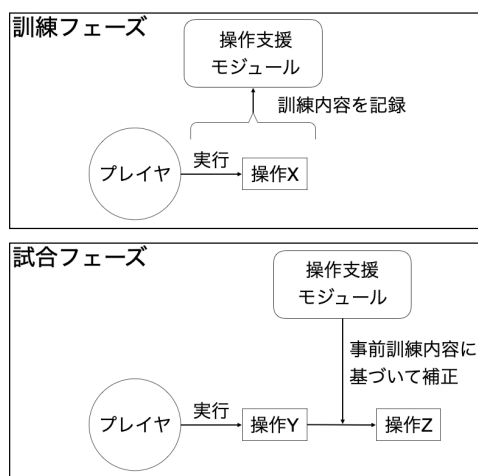 訓練フェーズ
操作支援
モジュール
訓練内容を記録
プレイヤ
実行
操作X
試合フェーズ
操作支援
モジュール
事前訓練内容に
基づいて補正
プレイヤ
実行
操作Y
操作Z